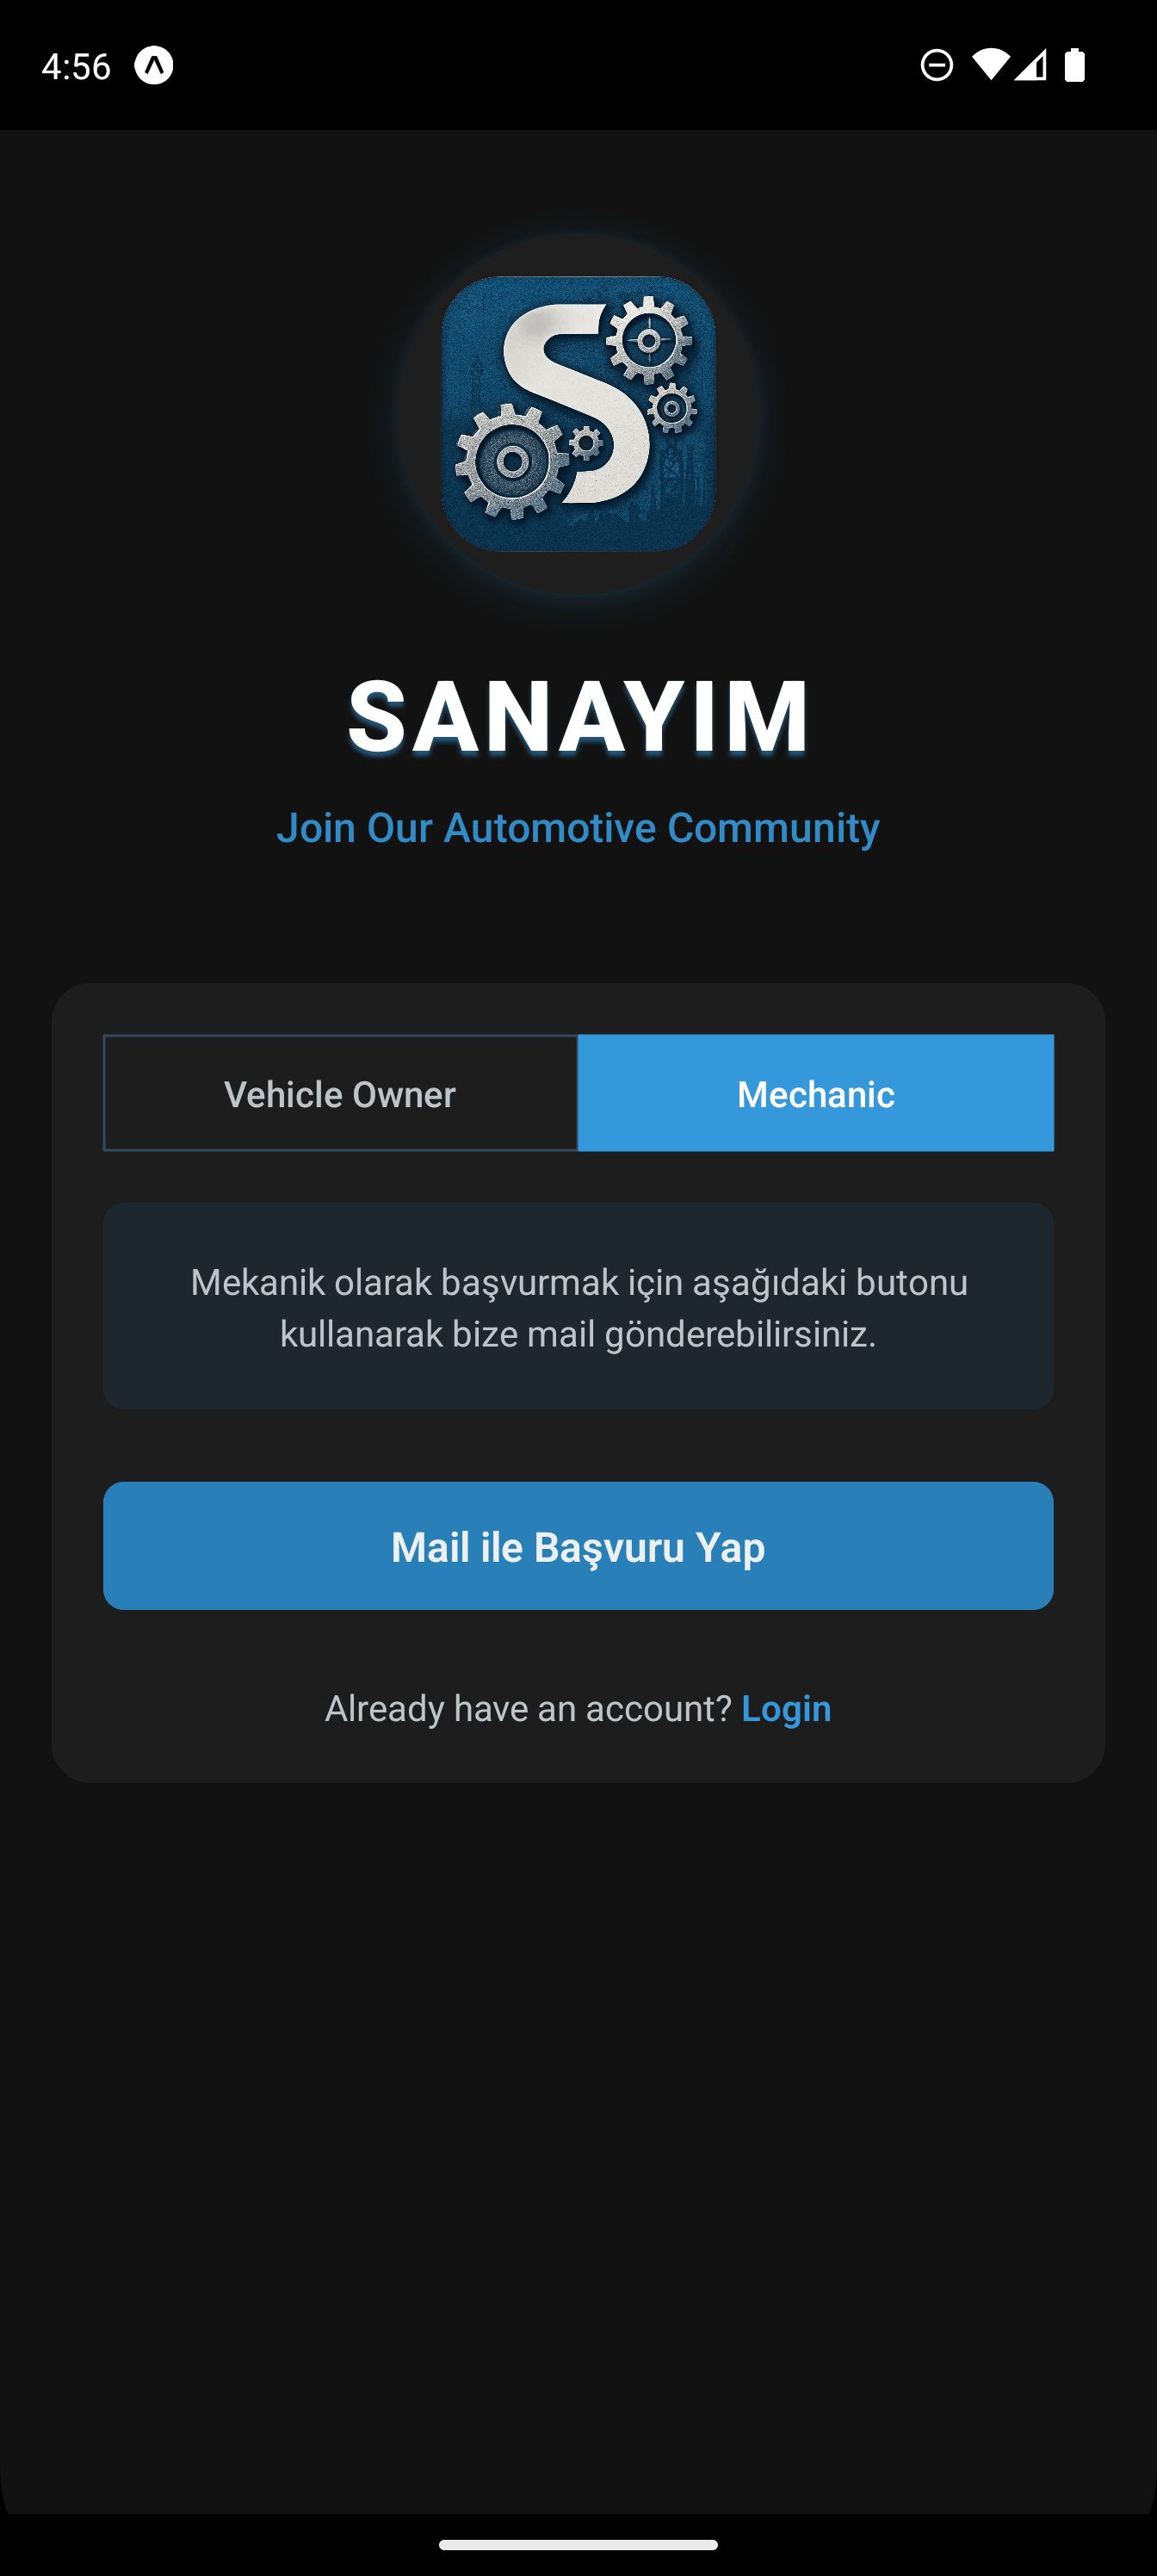 4:56
SANAYIM
Join Our Automotive Community
Vehicle Owner
Mechanic
Mekanik olarak başvurmak için aşağıdaki butonu
kullanarak bize mail gönderebilirsiniz.
Mail ile Başvuru Yap
Already have an account? Login